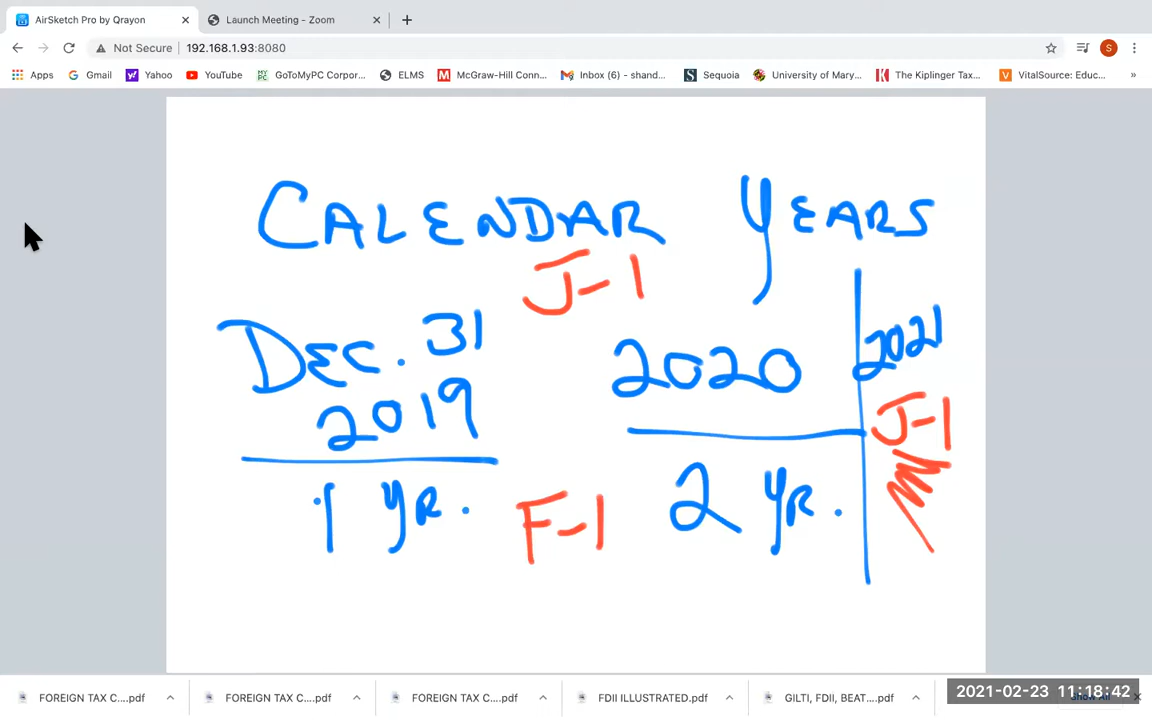 AirSketch Pro by Qrayon
Launch Meeting - Zoom
Not Secure 192.168.1.93:8080
Apps Gmail Yahoo YouTube GoToMyPC Corpor... ELMS McGraw-Hill Conn... Inbox (6) - shand... Sequoia University of Mary... The Kiplinger Tax... VitalSource: Educ... »
CALENDAR YEARS
J-1
DEC. 31 2020 2021
2019 J-1
1 YR. F-1 2 YR.
FOREIGN TAX C....pdf FOREIGN TAX C....pdf FOREIGN TAX C....pdf FDII ILLUSTRATED.pdf GILTI, FDII, BEAT....pdf
2021-02-23 11:18:42